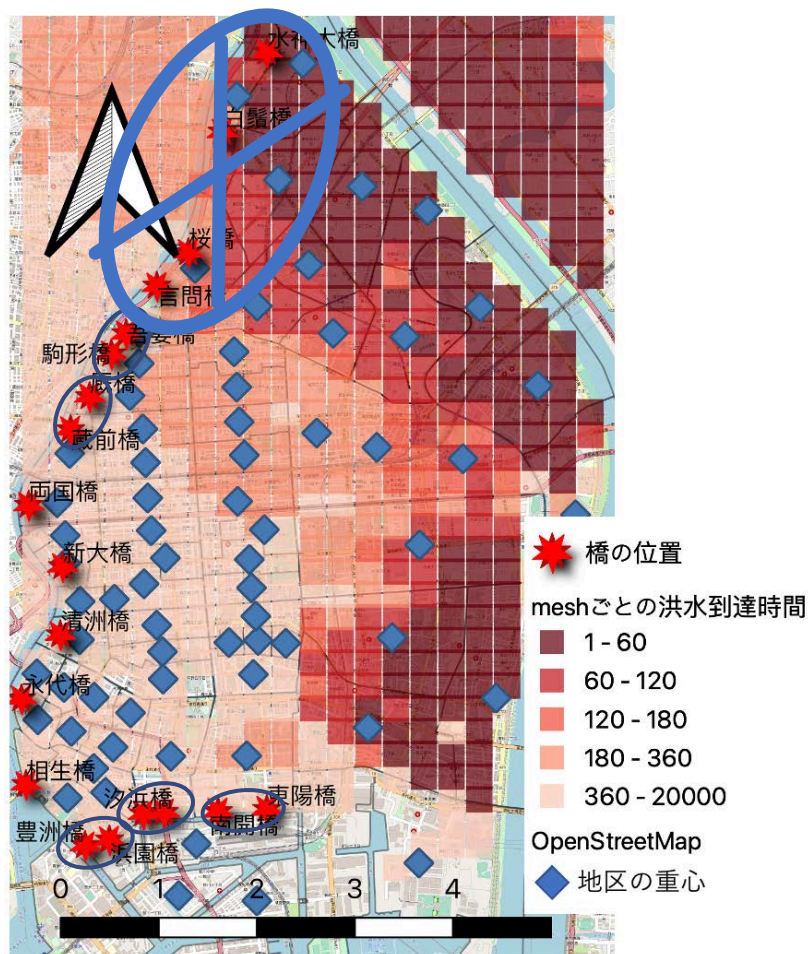 水神大橋
白鬚橋
桜橋
言問橋
吾妻橋
駒形橋
厩橋
蔵前橋
両国橋
新大橋
清洲橋
永代橋
相生橋
汐浜橋
東陽橋
南開橋
豊洲橋
浜園橋
0 1 2 3 4
橋の位置
meshごとの洪水到達時間
1 - 60
60 - 120
120 - 180
180 - 360
360 - 20000
OpenStreetMap
地区の重心